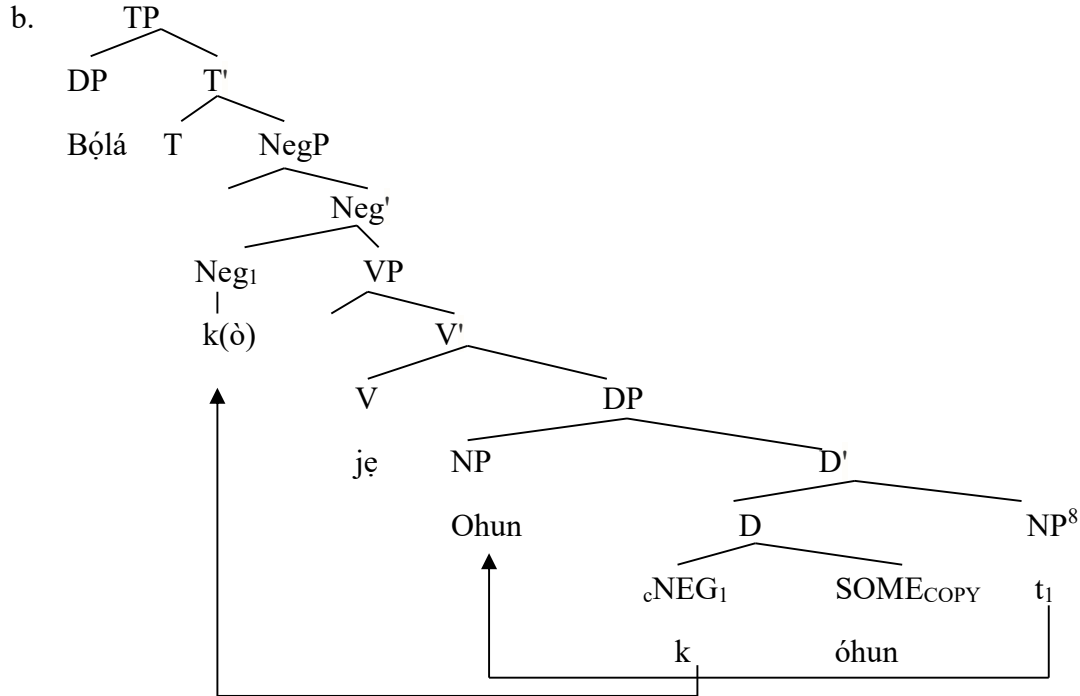 b. TP
DP T'
Bọ́lá T NegP
Neg'
Neg1 VP
k(ò) V'
V DP
jẹ NP D'
Ohun D NP8
cNEG1 SOMECOPY t1
k óhun